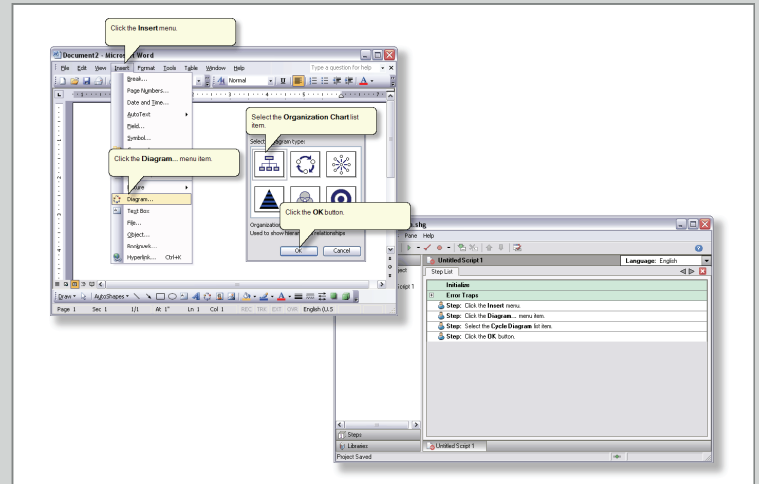 Click the Insert menu.
Document2 - Microsoft Word
File Edit View Insert Format Table Window Help Type a question for help
Normal
Break...
Page Numbers...
Date and Time...
AutoText
Field...
Symbol...
Select the Organization Chart list
item.
Select diagram type:
Click the Diagram... menu item.
Picture
Diagram...
Text Box
File...
Object...
Bookmark...
Hyperlink... Ctrl+K
Click the OK button.
Organization
Used to show hierarchical relationships
OK Cancel
Draw AutoShapes
Page 1 Sec 1 1/1 At 1" Ln 1 Col 1 REC TRK EXT OVR English (U.S
.shg
Pane Help
Untitled Script 1 Language: English
Step List
Initialize
Error Traps
Step: Click the Insert menu.
Step: Click the Diagram... menu item.
Step: Select the Cycle Diagram list item.
Step: Click the OK button.
Steps
Libraries
Untitled Script 1
Project Saved